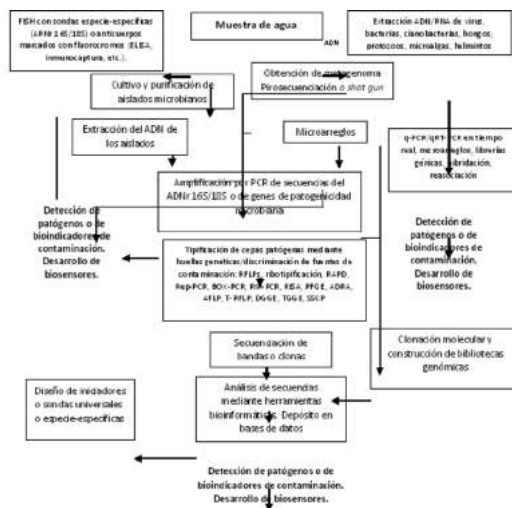 FISH con sondas especie-específicas
(ARNr 16S/18S) o anticuerpos
marcados con fluorocromos (ELISA,
inmunocaptura, etc.).
Muestra de agua
ADN
Extracción ADN/RNA de virus,
bacterias, cianobacterias, hongos,
protozoos, microalgas, helmintos
Cultivo y purificación de
aislados microbianos
Obtención de metagenoma
Pirosecuenciación o shot gun
Extracción del ADN de
los aislados
Microarreglos
q-PCR/qRT-PCR en tiempo
real, microarreglos, librerías
génicas, hibridación,
reasociación
Amplificación por PCR de secuencias del
ADNr 16S/18S o de genes de patogenicidad
microbiana
Detección de
patógenos o de
bioindicadores de
contaminación.
Desarrollo de
biosensores.
Tipificación de cepas patógenas mediante
huellas genéticas/discriminación de fuentes de
contaminación: RFLPs, ribotipificación, RAPD,
Rep-PCR, BOX-PCR, PCR, RISA, PFGE, ADRA,
AFLP, T-RFLP, DGGE, TGGE, SSCP
Detección de
patógenos o de
bioindicadores de
contaminación.
Desarrollo de
biosensores.
Secuenciación de
bandas o clonas
Clonación molecular y
construcción de bibliotecas
genómicas
Diseño de iniciadores
o sondas universales
o especie-específicas
Análisis de secuencias
mediante herramientas
bioinformáticas. Depósito en
bases de datos
Detección de patógenos o de
bioindicadores de contaminación.
Desarrollo de biosensores.